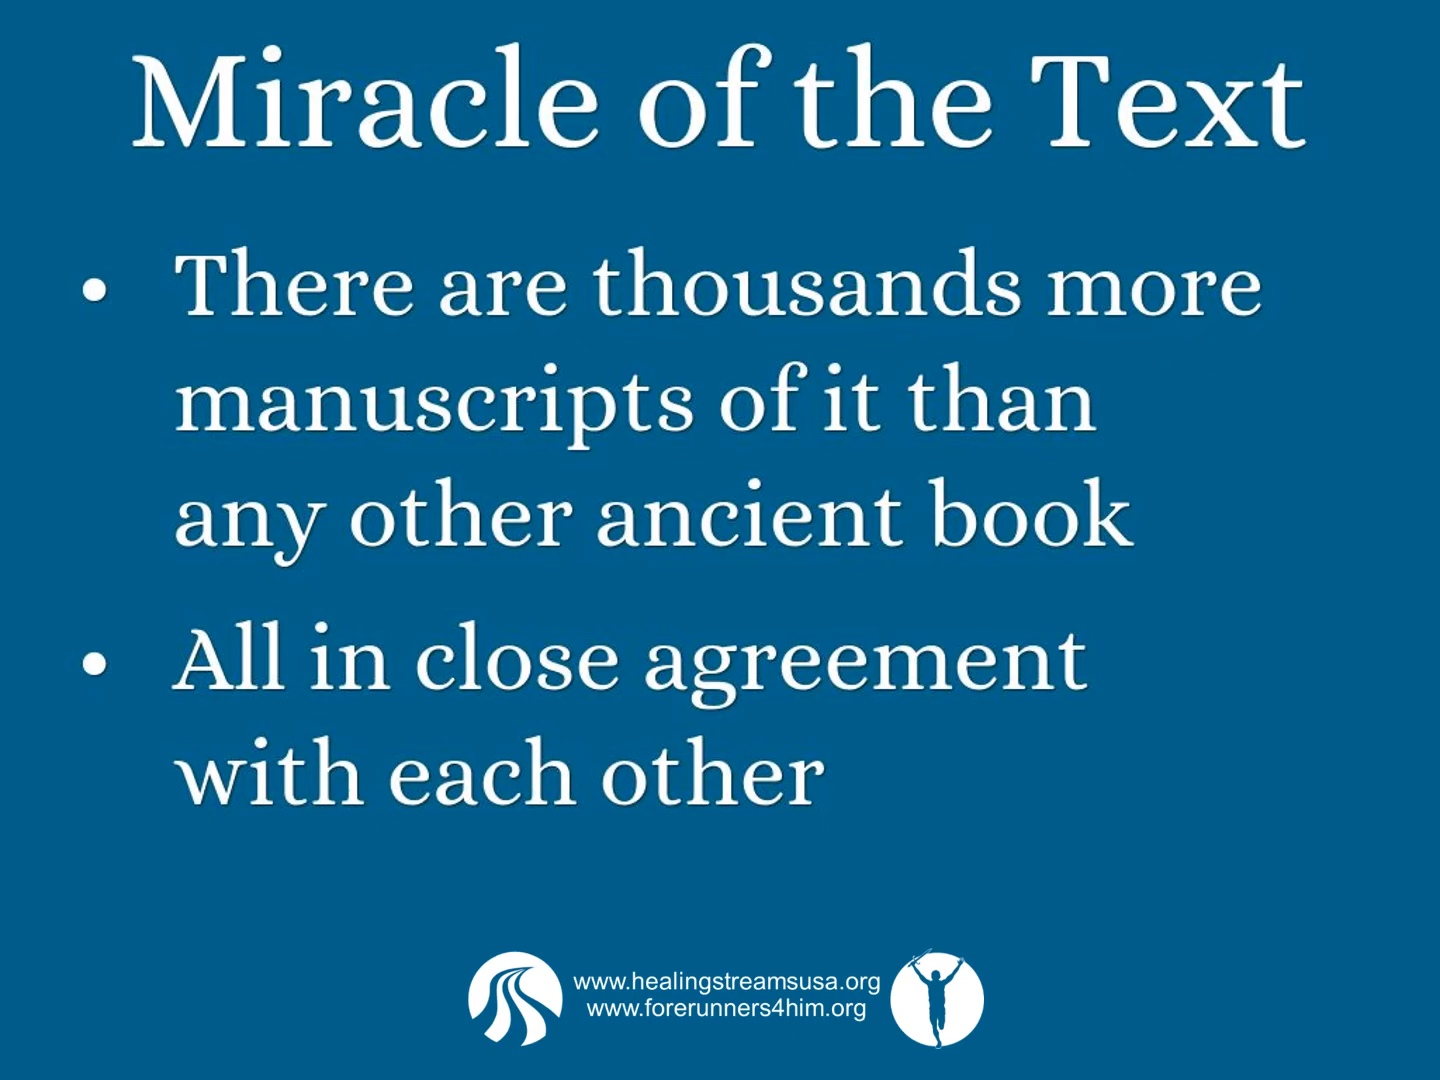 Miracle of the Text
• There are thousands more
manuscripts of it than
any other ancient book
• All in close agreement
with each other
www.healingstreamsusa.org
www.forerunners4him.org